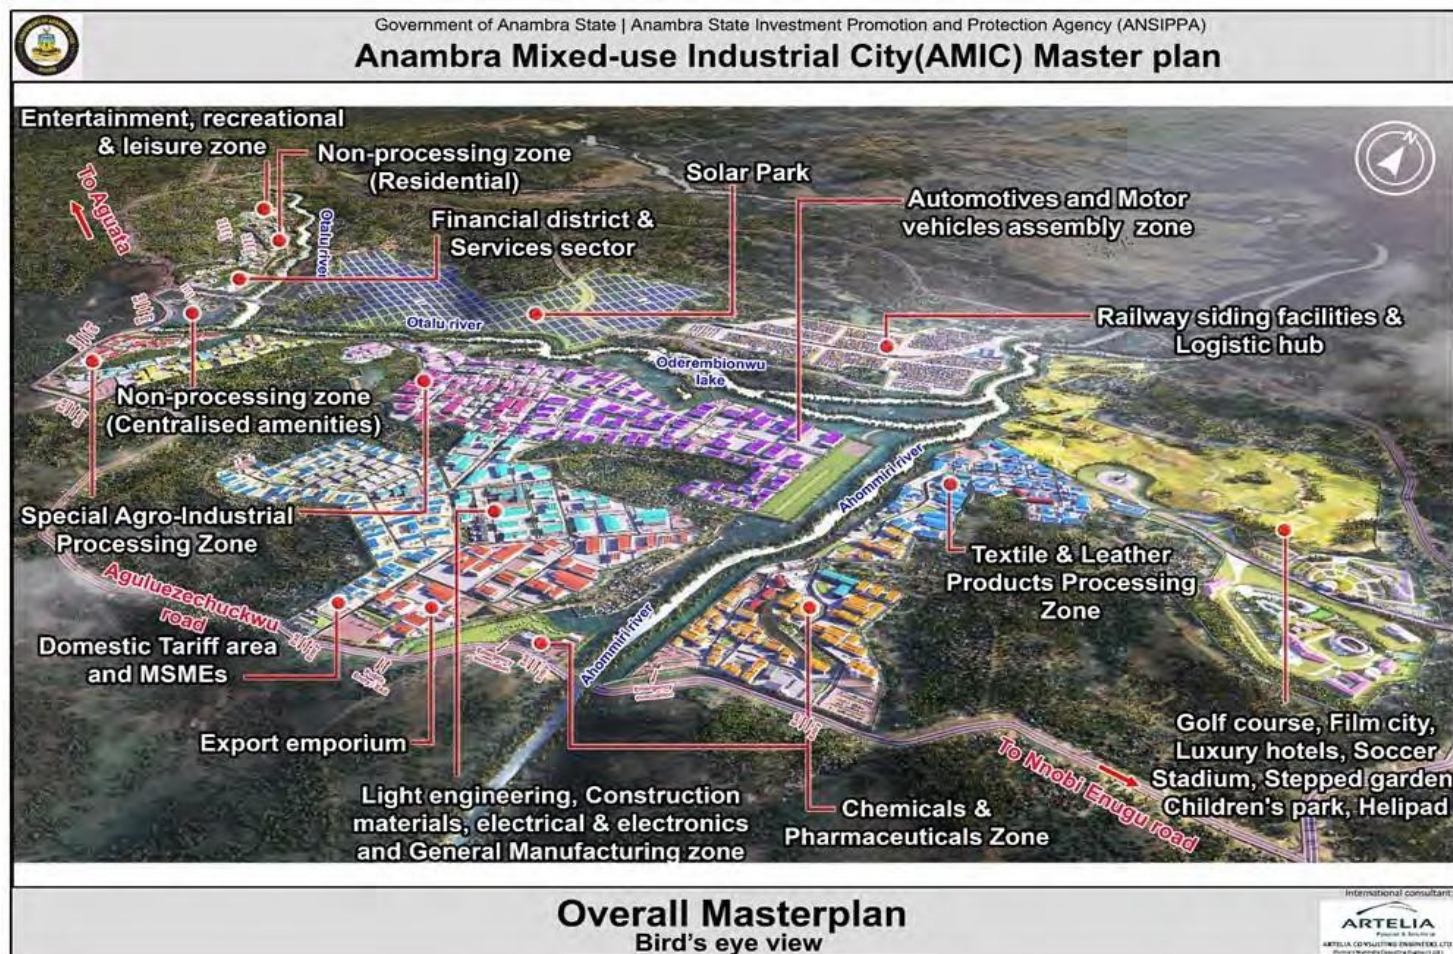 Government of Anambra State | Anambra State Investment Promotion and Protection Agency (ANSIPPA)
Anambra Mixed-use Industrial City(AMIC) Master plan
Entertainment, recreational
& leisure zone
Non-processing zone
(Residential)
Solar Park
Automotives and Motor
vehicles assembly zone
N
To Aguata
Otalu river
Financial district &
Services sector
Otalu river
Oderembionwu
lake
Railway siding facilities &
Logistic hub
Non-processing zone
(Centralised amenities)
Ahommiri river
Special Agro-Industrial
Processing Zone
Textile & Leather
Products Processing
Zone
Aguluezechuckwu
road
Ahommiri river
Domestic Tariff area
and MSMEs
Export emporium
Light engineering, Construction
materials, electrical & electronics
and General Manufacturing zone
Chemicals &
Pharmaceuticals Zone
To Nnobi Enugu road
Golf course, Film city,
Luxury hotels, Soccer
Stadium, Stepped garden
Children's park, Helipad
Overall Masterplan
Bird's eye view
International consultant
ARTELIA
ARTELIA CONSULTING ENGINEERS LTD